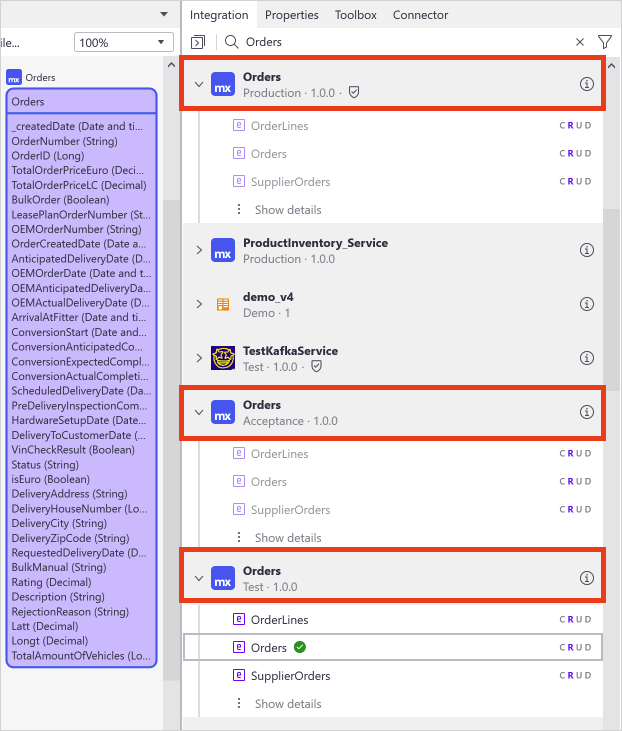 Integration Properties Toolbox Connector
ile... 100%
Orders
mx Orders
Orders
_createdDate (Date and ti...
OrderNumber (String)
OrderID (Long)
TotalOrderPriceEuro (Deci...
TotalOrderPriceLC (Decimal)
BulkOrder (Boolean)
LeasePlanOrderNumber (St...
OEMOrderNumber (String)
OrderCreatedDate (Date a...
AnticipatedDeliveryDate (D...
OEMOrderDate (Date and t...
OEMAnticipatedDeliveryDa...
OEMActualDeliveryDate (D...
ArrivalAtFitter (Date and ti...
ConversionStart (Date and...
ConversionAnticipatedCo...
ConversionExpectedCompl...
ConversionActualCompleti...
ScheduledDeliveryDate (Da...
PreDeliveryInspectionCom...
HardwareSetupDate (Date...
DeliveryToCustomerDate (...
VinCheckResult (Boolean)
Status (String)
isEuro (Boolean)
DeliveryAddress (String)
DeliveryHouseNumber (Lo...
DeliveryCity (String)
DeliveryZipCode (String)
RequestedDeliveryDate (D...
BulkManual (String)
Rating (Decimal)
Description (String)
RejectionReason (String)
Latt (Decimal)
Longt (Decimal)
TotalAmountOfVehicles (Lo...
mx Orders
Production · 1.0.0 ·
e OrderLines CRUD
e Orders CRUD
e SupplierOrders CRUD
Show details
mx ProductInventory_Service
Production · 1.0.0
demo_v4
Demo · 1
TestKafkaService
Test · 1.0.0 ·
mx Orders
Acceptance · 1.0.0
e OrderLines CRUD
e Orders CRUD
e SupplierOrders CRUD
Show details
mx Orders
Test · 1.0.0
e OrderLines CRUD
e Orders CRUD
e SupplierOrders CRUD
Show details